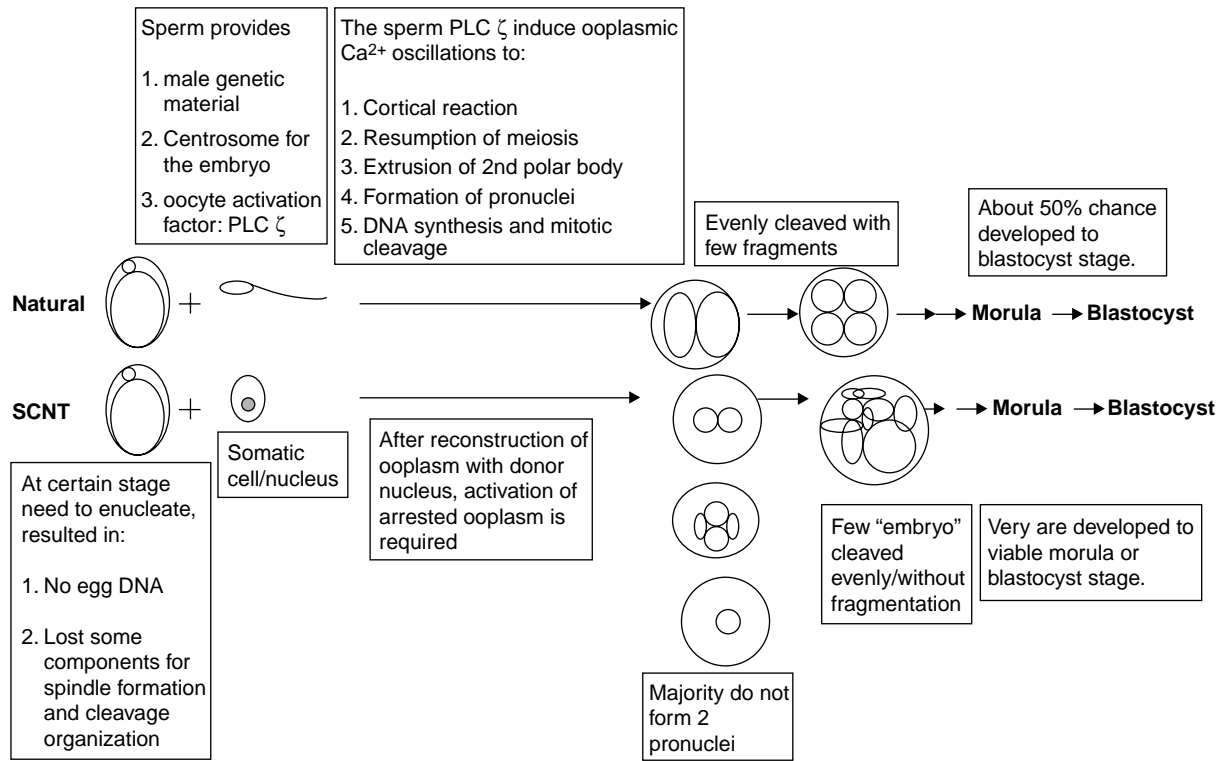 Sperm provides
1. male genetic
material
2. Centrosome for
the embryo
3. oocyte activation
factor: PLC ζ
The sperm PLC ζ induce ooplasmic
Ca2+ oscillations to:
1. Cortical reaction
2. Resumption of meiosis
3. Extrusion of 2nd polar body
4. Formation of pronuclei
5. DNA synthesis and mitotic
cleavage
Evenly cleaved with
few fragments
About 50% chance
developed to
blastocyst stage.
Natural
+
Morula
Blastocyst
SCNT
+
Morula
Blastocyst
At certain stage
need to enucleate,
resulted in:
1. No egg DNA
2. Lost some
components for
spindle formation
and cleavage
organization
Somatic
cell/nucleus
After reconstruction of
ooplasm with donor
nucleus, activation of
arrested ooplasm is
required
Majority do not
form 2
pronuclei
Few “embryo”
cleaved
evenly/without
fragmentation
Very are developed to
viable morula or
blastocyst stage.